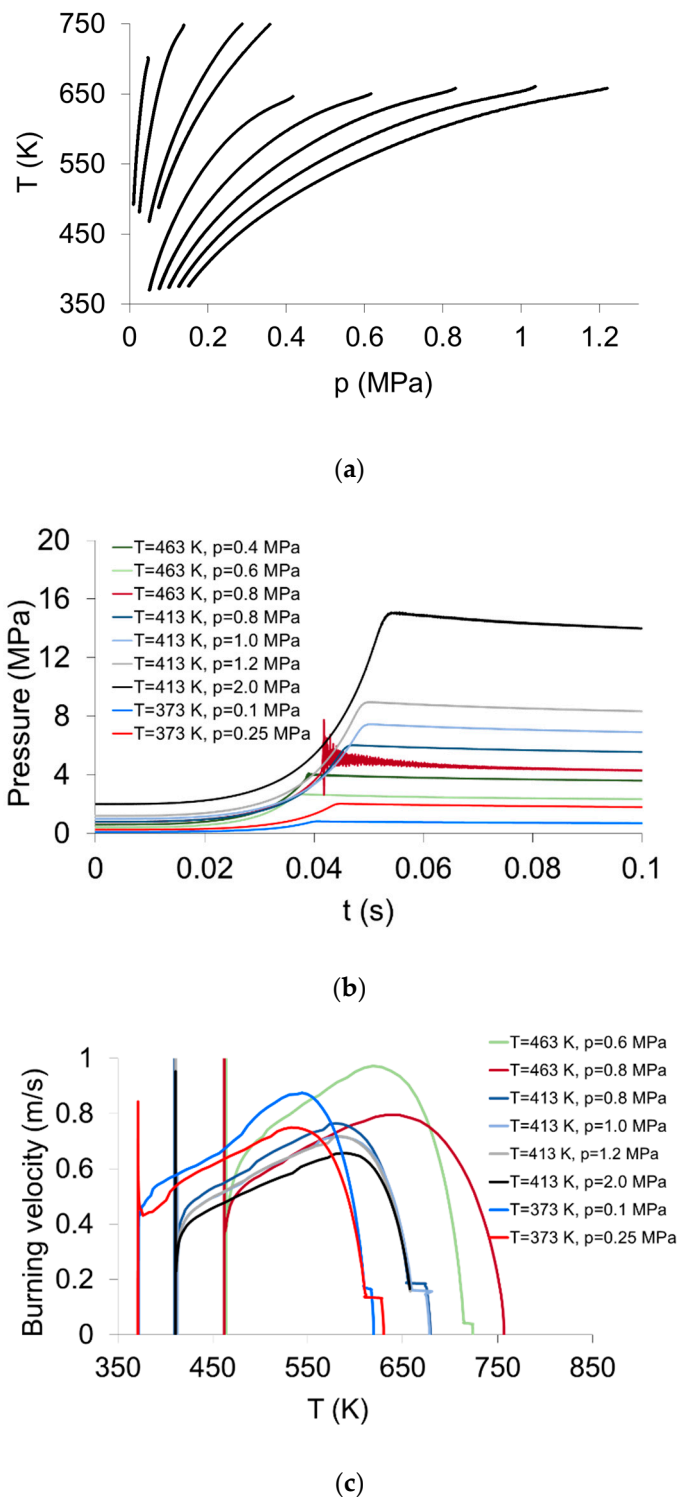 T (K)
750
650
550
450
350
0
0.2
0.4
0.6
0.8
1
1.2
p (MPa)
(a)
Pressure (MPa)
20
16
12
8
4
0
T=463 K, p=0.4 MPa
T=463 K, p=0.6 MPa
T=463 K, p=0.8 MPa
T=413 K, p=0.8 MPa
T=413 K, p=1.0 MPa
T=413 K, p=1.2 MPa
T=413 K, p=2.0 MPa
T=373 K, p=0.1 MPa
T=373 K, p=0.25 MPa
0
0.02
0.04
0.06
0.08
0.1
t (s)
(b)
Burning velocity (m/s)
1
0.8
0.6
0.4
0.2
0
T=463 K, p=0.6 MPa
T=463 K, p=0.8 MPa
T=413 K, p=0.8 MPa
T=413 K, p=1.0 MPa
T=413 K, p=1.2 MPa
T=413 K, p=2.0 MPa
T=373 K, p=0.1 MPa
T=373 K, p=0.25 MPa
350
450
550
650
750
850
T (K)
(c)